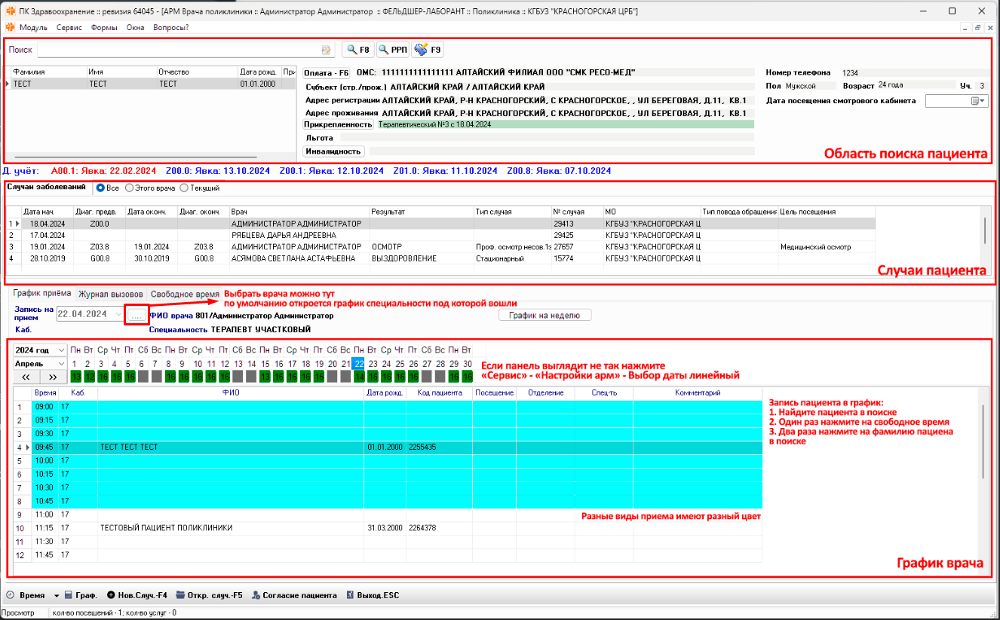 ПК Здравоохранение :: ревизия 64045 - [АРМ Врача поликлиники :: Администратор Администратор :: ФЕЛЬДШЕР-ЛАБОРАНТ :: Поликлиника :: КГБУЗ "КРАСНОГОРСКАЯ ЦРБ"]
Модуль Сервис Формы Окна Вопросы?
Поиск F8 РРП F9
Фамилия Имя Отчество Дата рожд. При
ТЕСТ ТЕСТ ТЕСТ 01.01.2000
Оплата - F6 ОМС: 1111111111111111 АЛТАЙСКИЙ ФИЛИАЛ ООО "СМК РЕСО-МЕД"
Субъект (стр./прож.) АЛТАЙСКИЙ КРАЙ / АЛТАЙСКИЙ КРАЙ
Адрес регистрации АЛТАЙСКИЙ КРАЙ, Р-Н КРАСНОГОРСКИЙ, С КРАСНОГОРСКОЕ, , УЛ БЕРЕГОВАЯ, Д.11, КВ.1
Адрес проживания АЛТАЙСКИЙ КРАЙ, Р-Н КРАСНОГОРСКИЙ, С КРАСНОГОРСКОЕ, , УЛ БЕРЕГОВАЯ, Д.11, КВ.1
Прикрепленность Терапевтический №3 с 18.04.2024
Льгота
Инвалидность
Номер телефона 1234
Пол Мужской Возраст 24 года Уч. 3
Дата посещения смотрового кабинета
Область поиска пациента
Д. учёт: A00.1: Явка: 22.02.2024 Z00.0: Явка: 13.10.2024 Z00.1: Явка: 12.10.2024 Z01.0: Явка: 11.10.2024 Z00.8: Явка: 07.10.2024
Случаи заболеваний Все Этого врача Текущий
Дата нач. Диаг. предв. Дата оконч. Диаг. оконч. Врач Результат Тип случая № случая МО Тип повода обращения Цель посещения
1 18.04.2024 Z00.0 АДМИНИСТРАТОР АДМИНИСТРАТОР 29413 КГБУЗ "КРАСНОГОРСКАЯ Ц
2 17.04.2024 РЯБЦЕВА ДАРЬЯ АНДРЕЕВНА 29425 КГБУЗ "КРАСНОГОРСКАЯ Ц
3 19.01.2024 Z03.8 19.01.2024 Z03.8 АДМИНИСТРАТОР АДМИНИСТРАТОР ОСМОТР Проф. осмотр несов.1э 27657 КГБУЗ "КРАСНОГОРСКАЯ Ц Медицинский осмотр
4 28.10.2019 G00.8 30.10.2019 G00.8 АСЯМОВА СВЕТЛАНА АСТАФЬЕВНА ВЫЗДОРОВЛЕНИЕ Стационарный 15774 КГБУЗ "КРАСНОГОРСКАЯ Ц
Случаи пациента
График приёма Журнал вызовов Свободное время
Выбрать врача можно тут
по умолчанию откроется график специальности под которой вошли
Запись на прием 22.04.2024 .... ФИО врача 801/Администратор Администратор График на неделю
Каб. Специальность ТЕРАПЕВТ УЧАСТКОВЫЙ
2024 год Пн Вт Ср Чт Пт Сб Вс Пн Вт Ср Чт Пт Сб Вс Пн Вт Ср Чт Пт Сб Вс Пн Вт Ср Чт Пт Сб Вс Пн Вт
Апрель 1 2 3 4 5 6 7 8 9 10 11 12 13 14 15 16 17 18 19 20 21 22 23 24 25 26 27 28 29 30
<< >> 13 12 16 16 16 16 16 16 16 16 13 16 16 16 15 14 16 16 16 16 16 16
Если панель выглядит не так нажмите
«Сервис» - «Настройки арм» - Выбор даты линейный
Время Каб. ФИО Дата рожд. Код пациента Посещение Отделение Спец-ть Комментарий
1 09:00 17
2 09:15 17
3 09:30 17
4 09:45 17 ТЕСТ ТЕСТ ТЕСТ 01.01.2000 2255435
5 10:00 17
6 10:15 17
7 10:30 17
8 10:45 17
9 11:00 17
10 11:15 17 ТЕСТОВЫЙ ПАЦИЕНТ ПОЛИКЛИНИКИ 31.03.2000 2264378
11 11:30 17
12 11:45 17
Запись пациента в график:
1. Найдите пациента в поиске
2. Один раз нажмите на свободное время
3. Два раза нажмите на фамилию пациена
в поиске
Разные виды приема имеют разный цвет
График врача
Время Граф. Нов.Случ.-F4 Откр. случ.-F5 Согласие пациента Выход.ESC
Просмотр кол-во посещений - 1; кол-во услуг - 0